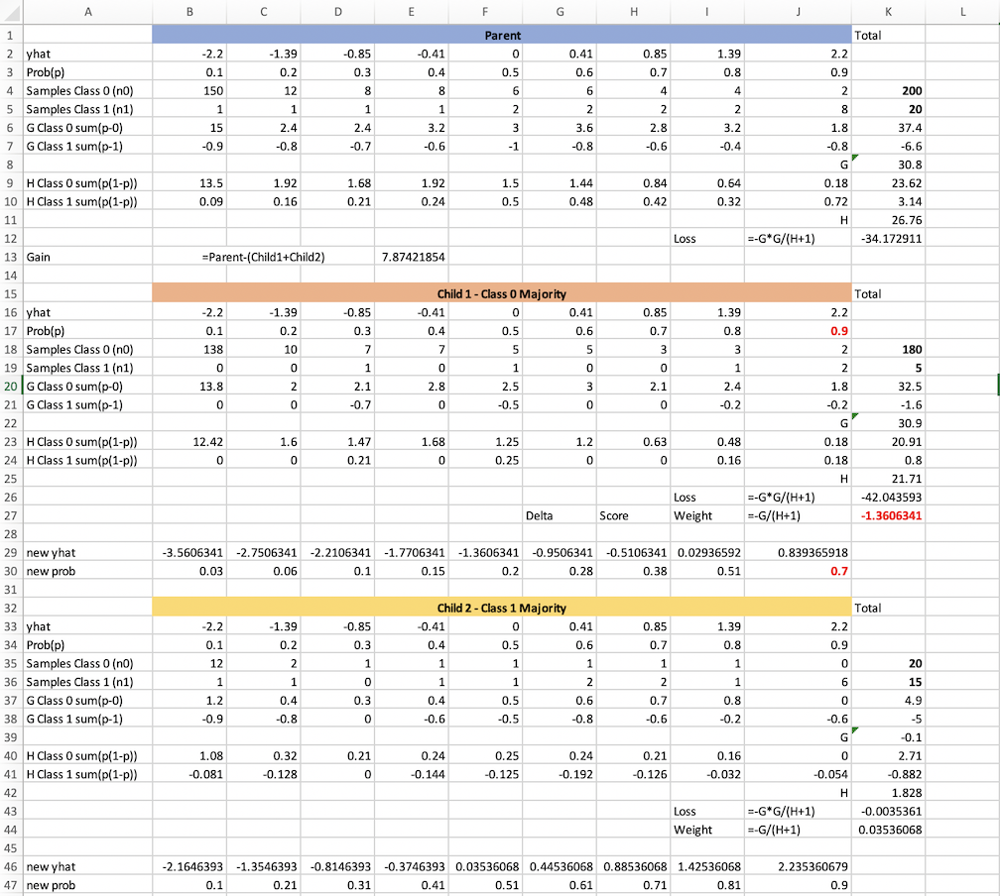 A B C D E F G H I J K L
1 Parent Total
2 yhat -2.2 -1.39 -0.85 -0.41 0 0.41 0.85 1.39 2.2
3 Prob(p) 0.1 0.2 0.3 0.4 0.5 0.6 0.7 0.8 0.9
4 Samples Class 0 (n0) 150 12 8 8 6 6 4 4 2 200
5 Samples Class 1 (n1) 1 1 1 1 2 2 2 2 8 20
6 G Class 0 sum(p-0) 15 2.4 2.4 3.2 3 3.6 2.8 3.2 1.8 37.4
7 G Class 1 sum(p-1) -0.9 -0.8 -0.7 -0.6 -1 -0.8 -0.6 -0.4 -0.8 -6.6
8 G 30.8
9 H Class 0 sum(p(1-p)) 13.5 1.92 1.68 1.92 1.5 1.44 0.84 0.64 0.18 23.62
10 H Class 1 sum(p(1-p)) 0.09 0.16 0.21 0.24 0.5 0.48 0.42 0.32 0.72 3.14
11 H 26.76
12 Loss =-G*G/(H+1) -34.172911
13 Gain =Parent-(Child1+Child2) 7.87421854
14
15 Child 1 - Class 0 Majority Total
16 yhat -2.2 -1.39 -0.85 -0.41 0 0.41 0.85 1.39 2.2
17 Prob(p) 0.1 0.2 0.3 0.4 0.5 0.6 0.7 0.8 0.9
18 Samples Class 0 (n0) 138 10 7 7 5 5 3 3 2 180
19 Samples Class 1 (n1) 0 0 1 0 1 0 0 1 2 5
20 G Class 0 sum(p-0) 13.8 2 2.1 2.8 2.5 3 2.1 2.4 1.8 32.5
21 G Class 1 sum(p-1) 0 0 -0.7 0 -0.5 0 0 -0.2 -0.2 -1.6
22 G 30.9
23 H Class 0 sum(p(1-p)) 12.42 1.6 1.47 1.68 1.25 1.2 0.63 0.48 0.18 20.91
24 H Class 1 sum(p(1-p)) 0 0 0.21 0 0.25 0 0 0.16 0.18 0.8
25 H 21.71
26 Loss =-G*G/(H+1) -42.043593
27 Delta Score Weight =-G/(H+1) -1.3606341
28
29 new yhat -3.5606341 -2.7506341 -2.2106341 -1.7706341 -1.3606341 -0.9506341 -0.5106341 0.02936592 0.839365918
30 new prob 0.03 0.06 0.1 0.15 0.2 0.28 0.38 0.51 0.7
31
32 Child 2 - Class 1 Majority Total
33 yhat -2.2 -1.39 -0.85 -0.41 0 0.41 0.85 1.39 2.2
34 Prob(p) 0.1 0.2 0.3 0.4 0.5 0.6 0.7 0.8 0.9
35 Samples Class 0 (n0) 12 2 1 1 1 1 1 1 0 20
36 Samples Class 1 (n1) 1 1 0 1 1 2 2 1 6 15
37 G Class 0 sum(p-0) 1.2 0.4 0.3 0.4 0.5 0.6 0.7 0.8 0 4.9
38 G Class 1 sum(p-1) -0.9 -0.8 0 -0.6 -0.5 -0.8 -0.6 -0.2 -0.6 -5
39 G -0.1
40 H Class 0 sum(p(1-p)) 1.08 0.32 0.21 0.24 0.25 0.24 0.21 0.16 0 2.71
41 H Class 1 sum(p(1-p)) -0.081 -0.128 0 -0.144 -0.125 -0.192 -0.126 -0.032 -0.054 -0.882
42 H 1.828
43 Loss =-G*G/(H+1) -0.0035361
44 Weight =-G/(H+1) 0.03536068
45
46 new yhat -2.1646393 -1.3546393 -0.8146393 -0.3746393 0.03536068 0.44536068 0.88536068 1.42536068 2.235360679
47 new prob 0.1 0.21 0.31 0.41 0.51 0.61 0.71 0.81 0.9